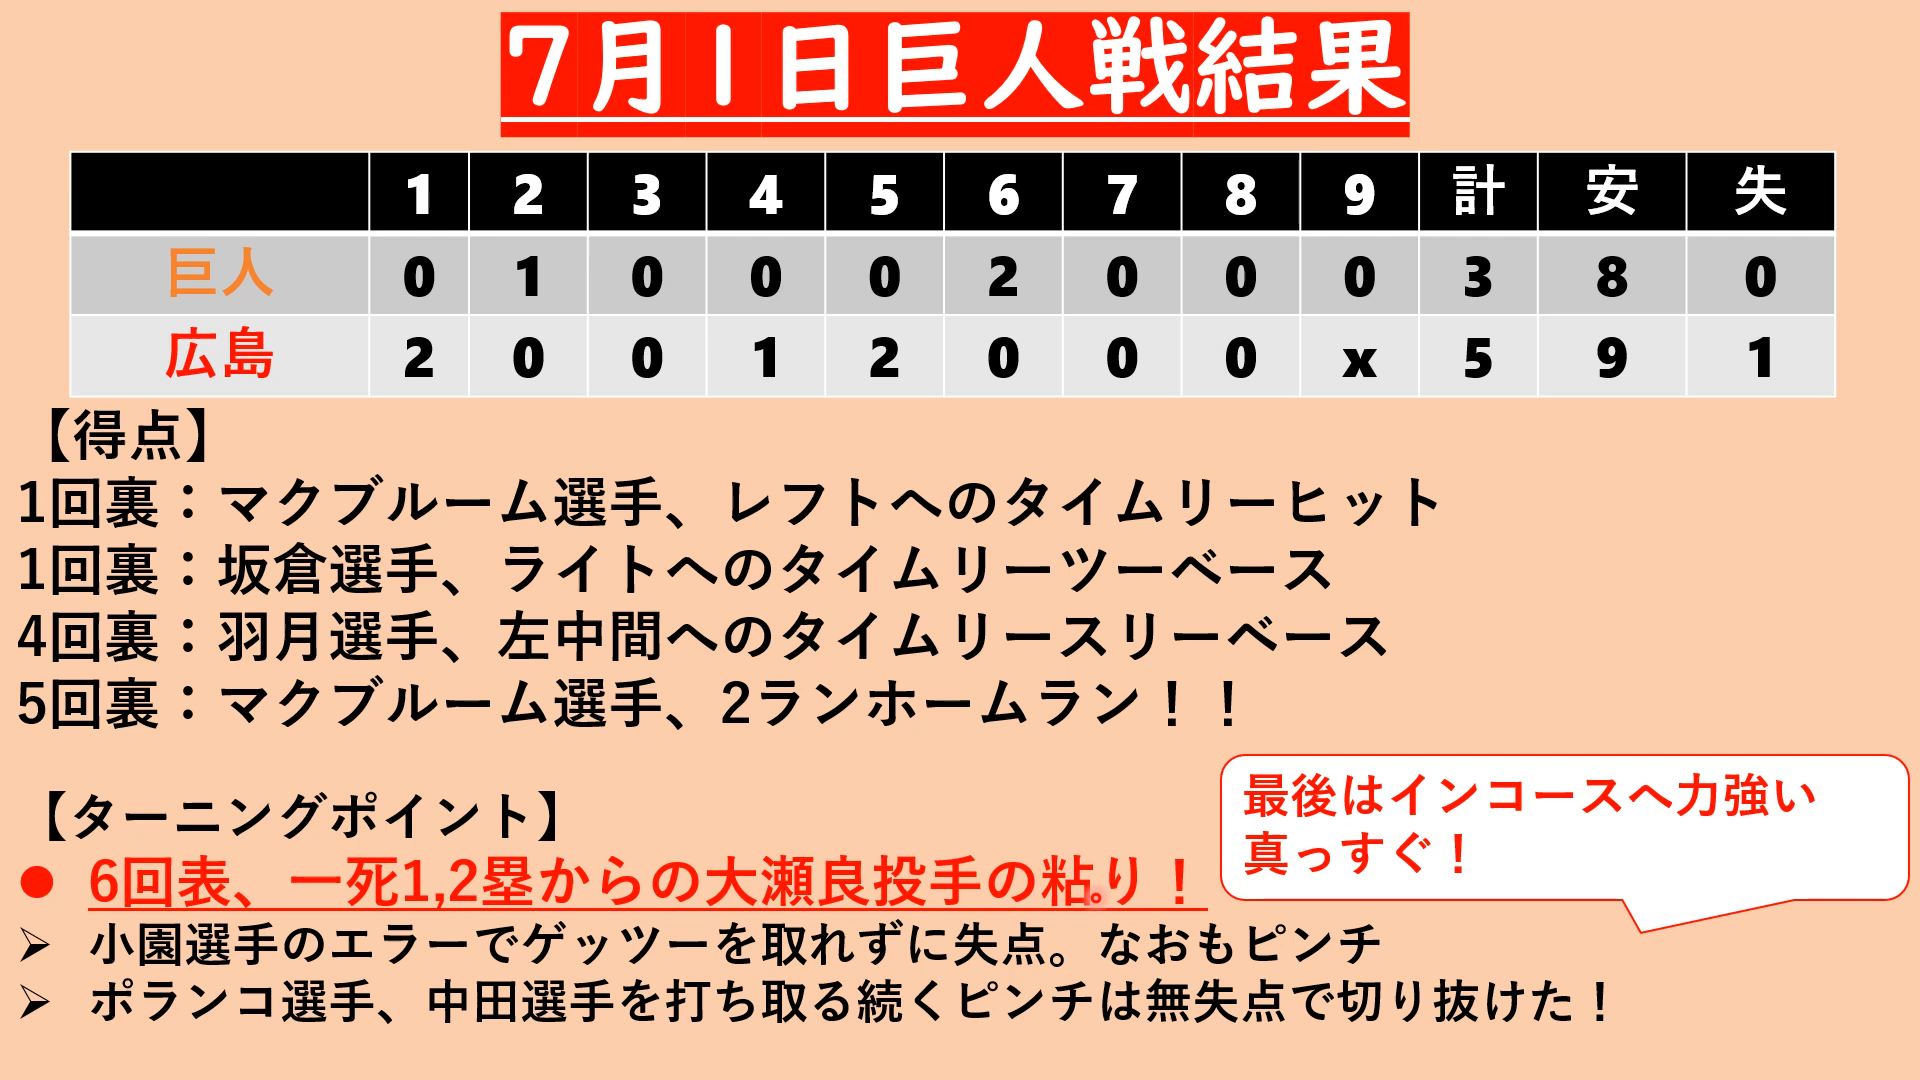 7月1日巨人戦結果
1 2 3 4 5 6 7 8 9 計 安 失
巨人 0 1 0 0 0 2 0 0 0 3 8 0
広島 2 0 0 1 2 0 0 0 x 5 9 1
【得点】
1回裏：マクブルーム選手、レフトへのタイムリーヒット
1回裏：坂倉選手、ライトへのタイムリーツーベース
4回裏：羽月選手、左中間へのタイムリースリーベース
5回裏：マクブルーム選手、2ランホームラン！！
【ターニングポイント】
最後はインコースへ力強い
真っすぐ！
● 6回表、一死1,2塁からの大瀬良投手の粘り！
➢ 小園選手のエラーでゲッツーを取れずに失点。なおもピンチ
➢ ポランコ選手、中田選手を打ち取る続くピンチは無失点で切り抜けた！